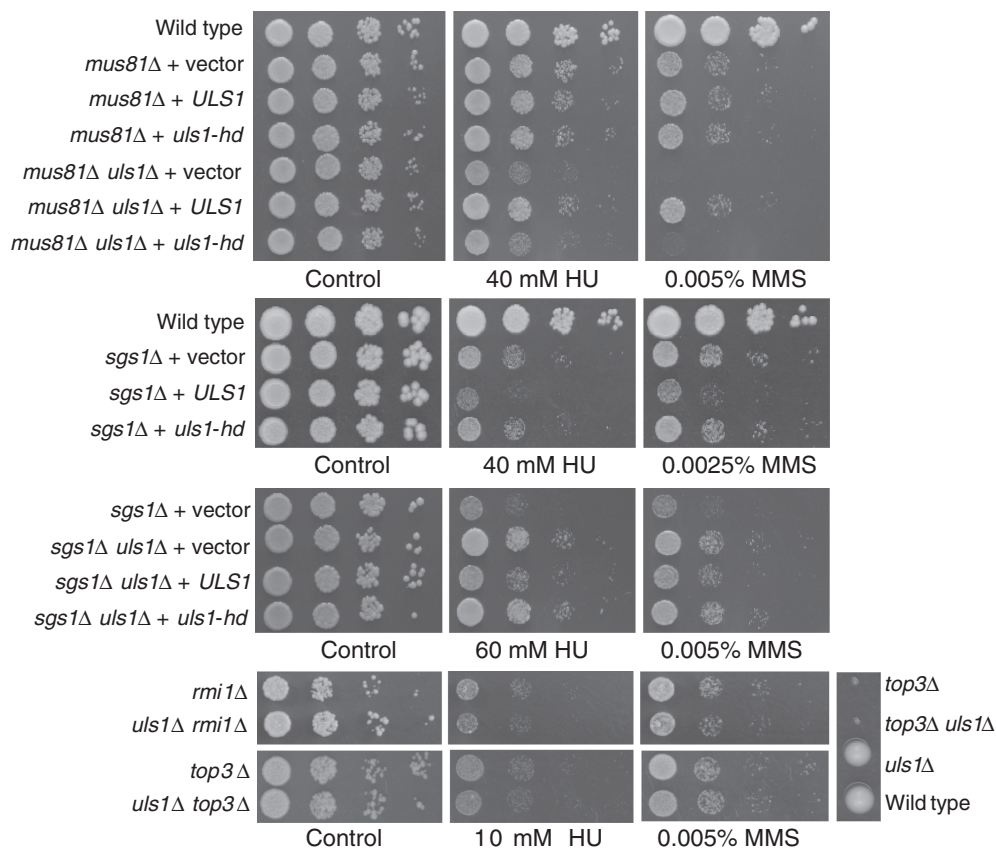 Wild type
mus81Δ + vector
mus81Δ + ULS1
mus81Δ + uls1-hd
mus81Δ uls1Δ + vector
mus81Δ uls1Δ + ULS1
mus81Δ uls1Δ + uls1-hd
Control 40 mM HU 0.005% MMS
Wild type
sgs1Δ + vector
sgs1Δ + ULS1
sgs1Δ + uls1-hd
Control 40 mM HU 0.0025% MMS
sgs1Δ + vector
sgs1Δ uls1Δ + vector
sgs1Δ uls1Δ + ULS1
sgs1Δ uls1Δ + uls1-hd
Control 60 mM HU 0.005% MMS
rmi1Δ
uls1Δ rmi1Δ
top3Δ
uls1Δ top3Δ
Control 10 mM HU 0.005% MMS
top3Δ
top3Δ uls1Δ
uls1Δ
Wild type